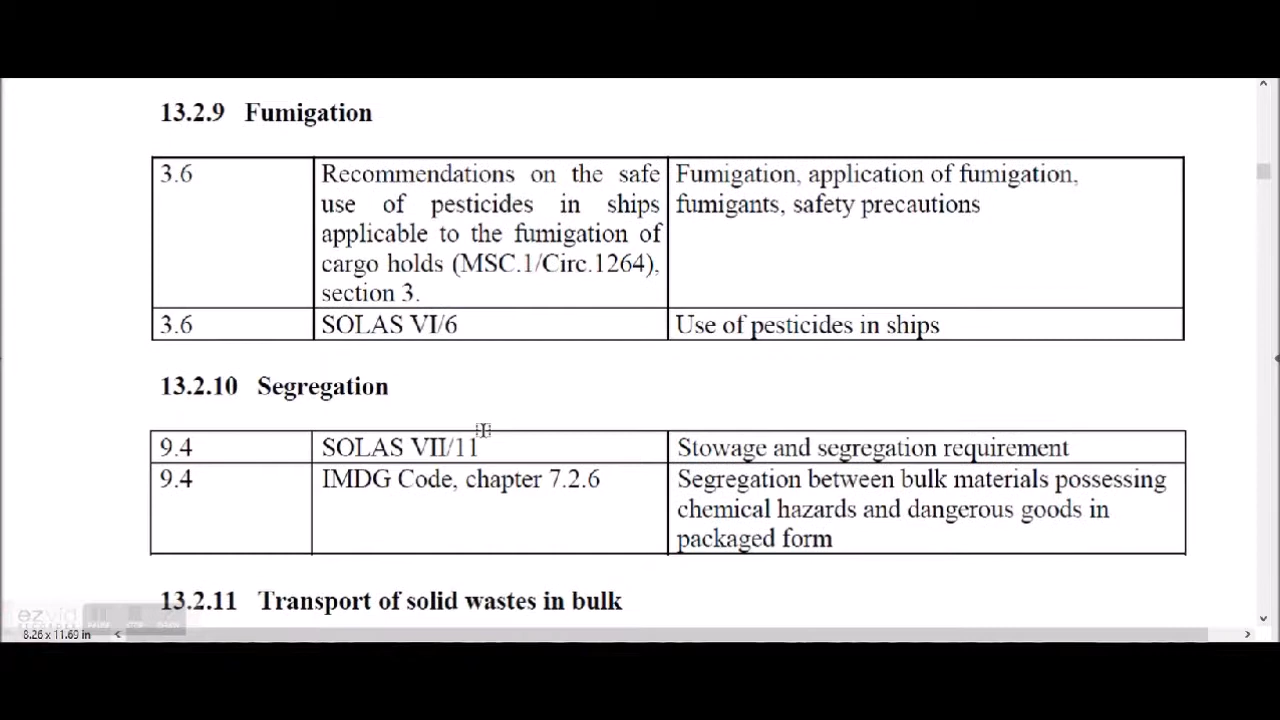 13.2.9 Fumigation
3.6 Recommendations on the safe Fumigation, application of fumigation,
use of pesticides in ships fumigants, safety precautions
applicable to the fumigation of
cargo holds (MSC.1/Circ.1264),
section 3.
3.6 SOLAS VI/6 Use of pesticides in ships
13.2.10 Segregation
9.4 SOLAS VII/11 Stowage and segregation requirement
9.4 IMDG Code, chapter 7.2.6 Segregation between bulk materials possessing
chemical hazards and dangerous goods in
packaged form
13.2.11 Transport of solid wastes in bulk
ezvid
RECORDER
8.26 x 11.69 in